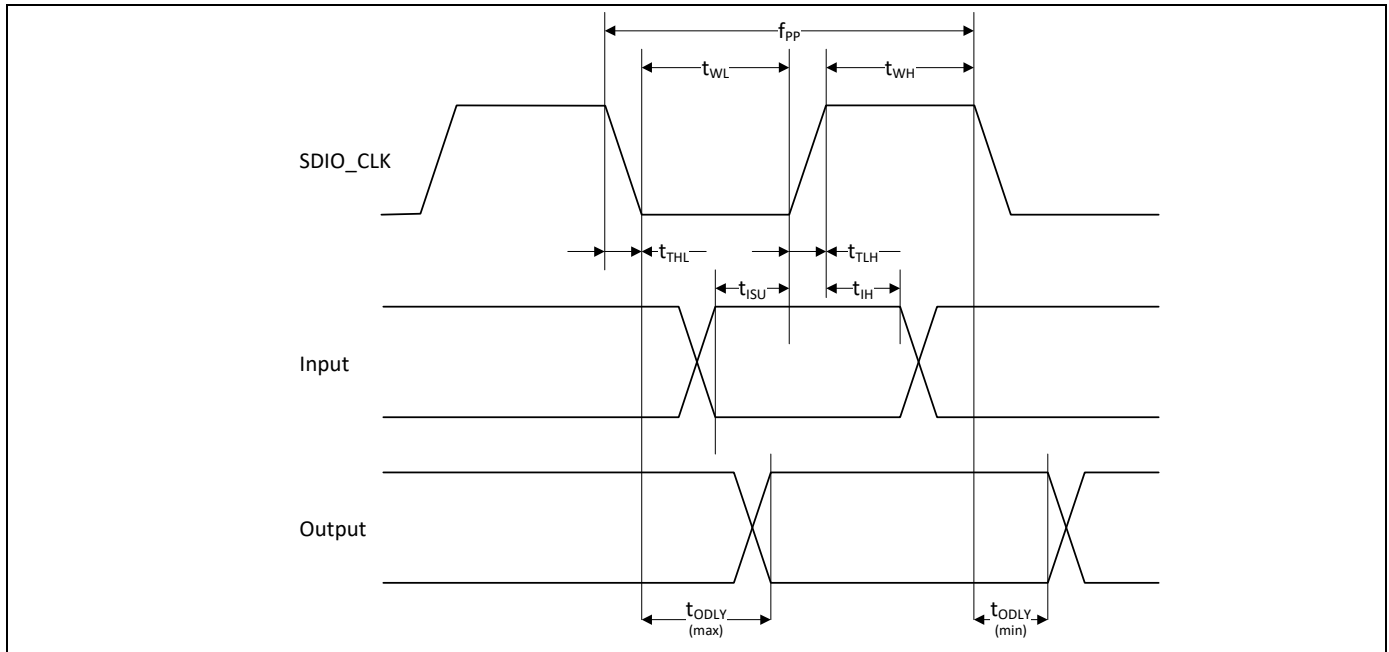 fPP
tWL
tWH
SDIO_CLK
tTHL
tTLH
tISU
tIH
Input
Output
tODLY
(max)
tODLY
(min)